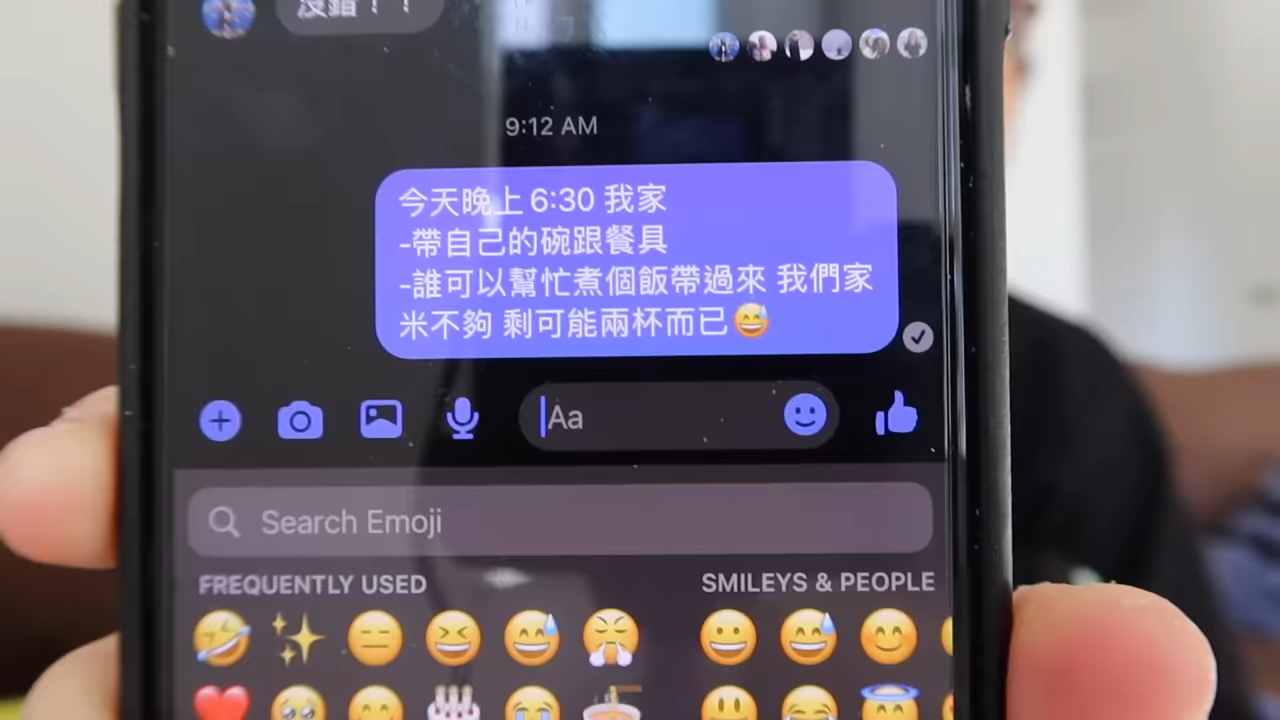 沒錯！！
9:12 AM
今天晚上 6:30 我家
-帶自己的碗跟餐具
-誰可以幫忙煮個飯帶過來 我們家
米不夠 剩可能兩杯而已😅
Aa
Search Emoji
FREQUENTLY USED
SMILEYS & PEOPLE